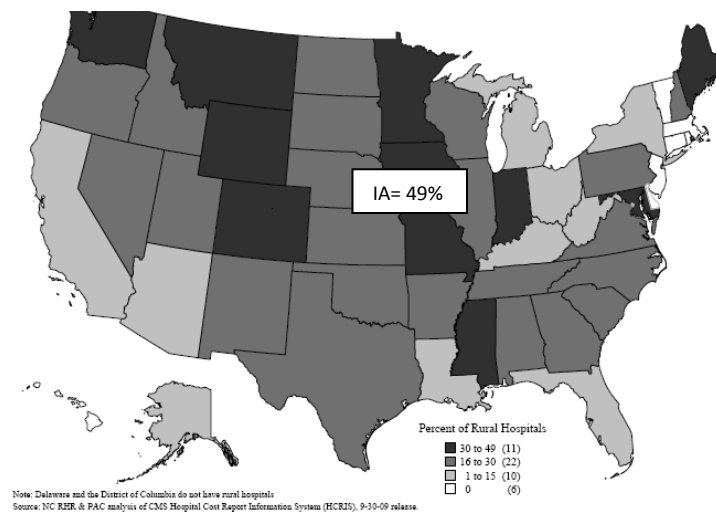 IA= 49%
Percent of Rural Hospitals
30 to 49 (11)
16 to 30 (22)
1 to 15 (10)
0 (6)
Note: Delaware and the District of Columbia do not have rural hospitals
Source: NC RHR & PAC analysis of CMS Hospital Cost Report Information System (HCRIS), 9-30-09 release.